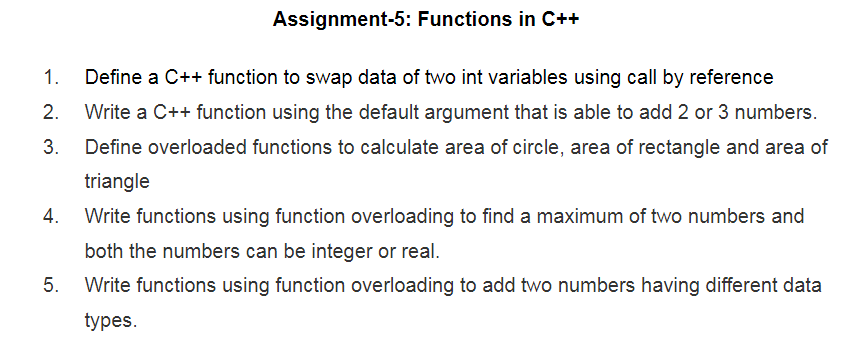 Assignment-5: Functions in C++
1. Define a C++ function to swap data of two int variables using call by reference
2. Write a C++ function using the default argument that is able to add 2 or 3 numbers.
3. Define overloaded functions to calculate area of circle, area of rectangle and area of
triangle
4. Write functions using function overloading to find a maximum of two numbers and
both the numbers can be integer or real.
5. Write functions using function overloading to add two numbers having different data
types.